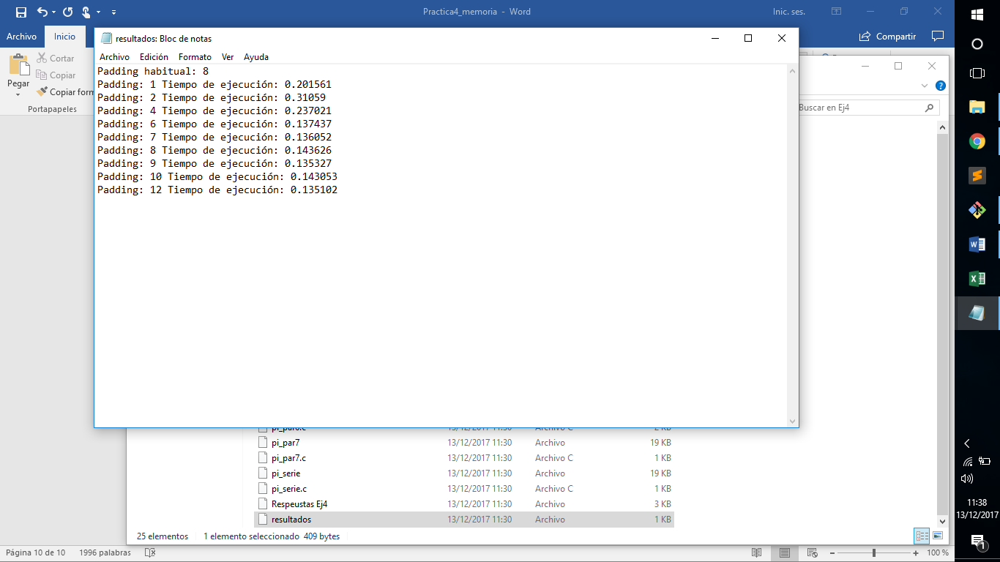 Practica4_memoria - Word
Inic. ses.
Archivo
Inicio
Compartir
Cortar
Copiar
Copiar form
Pegar
Portapapeles
resultados: Bloc de notas
Archivo Edición Formato Ver Ayuda
Padding habitual: 8
Padding: 1 Tiempo de ejecución: 0.201561
Padding: 2 Tiempo de ejecución: 0.31059
Padding: 4 Tiempo de ejecución: 0.237021
Padding: 6 Tiempo de ejecución: 0.137437
Padding: 7 Tiempo de ejecución: 0.136052
Padding: 8 Tiempo de ejecución: 0.143626
Padding: 9 Tiempo de ejecución: 0.135327
Padding: 10 Tiempo de ejecución: 0.143053
Padding: 12 Tiempo de ejecución: 0.135102
Buscar en Ej4
pi_par6.c 13/12/2017 11:30 Archivo C 2 KB
pi_par7 13/12/2017 11:30 Archivo 19 KB
pi_par7.c 13/12/2017 11:30 Archivo C 1 KB
pi_serie 13/12/2017 11:30 Archivo 19 KB
pi_serie.c 13/12/2017 11:30 Archivo C 1 KB
Respeustas Ej4 13/12/2017 11:30 Archivo 3 KB
resultados 13/12/2017 11:30 Archivo 1 KB
25 elementos 1 elemento seleccionado 409 bytes
Página 10 de 10 1996 palabras
100 %
11:38
13/12/2017
1